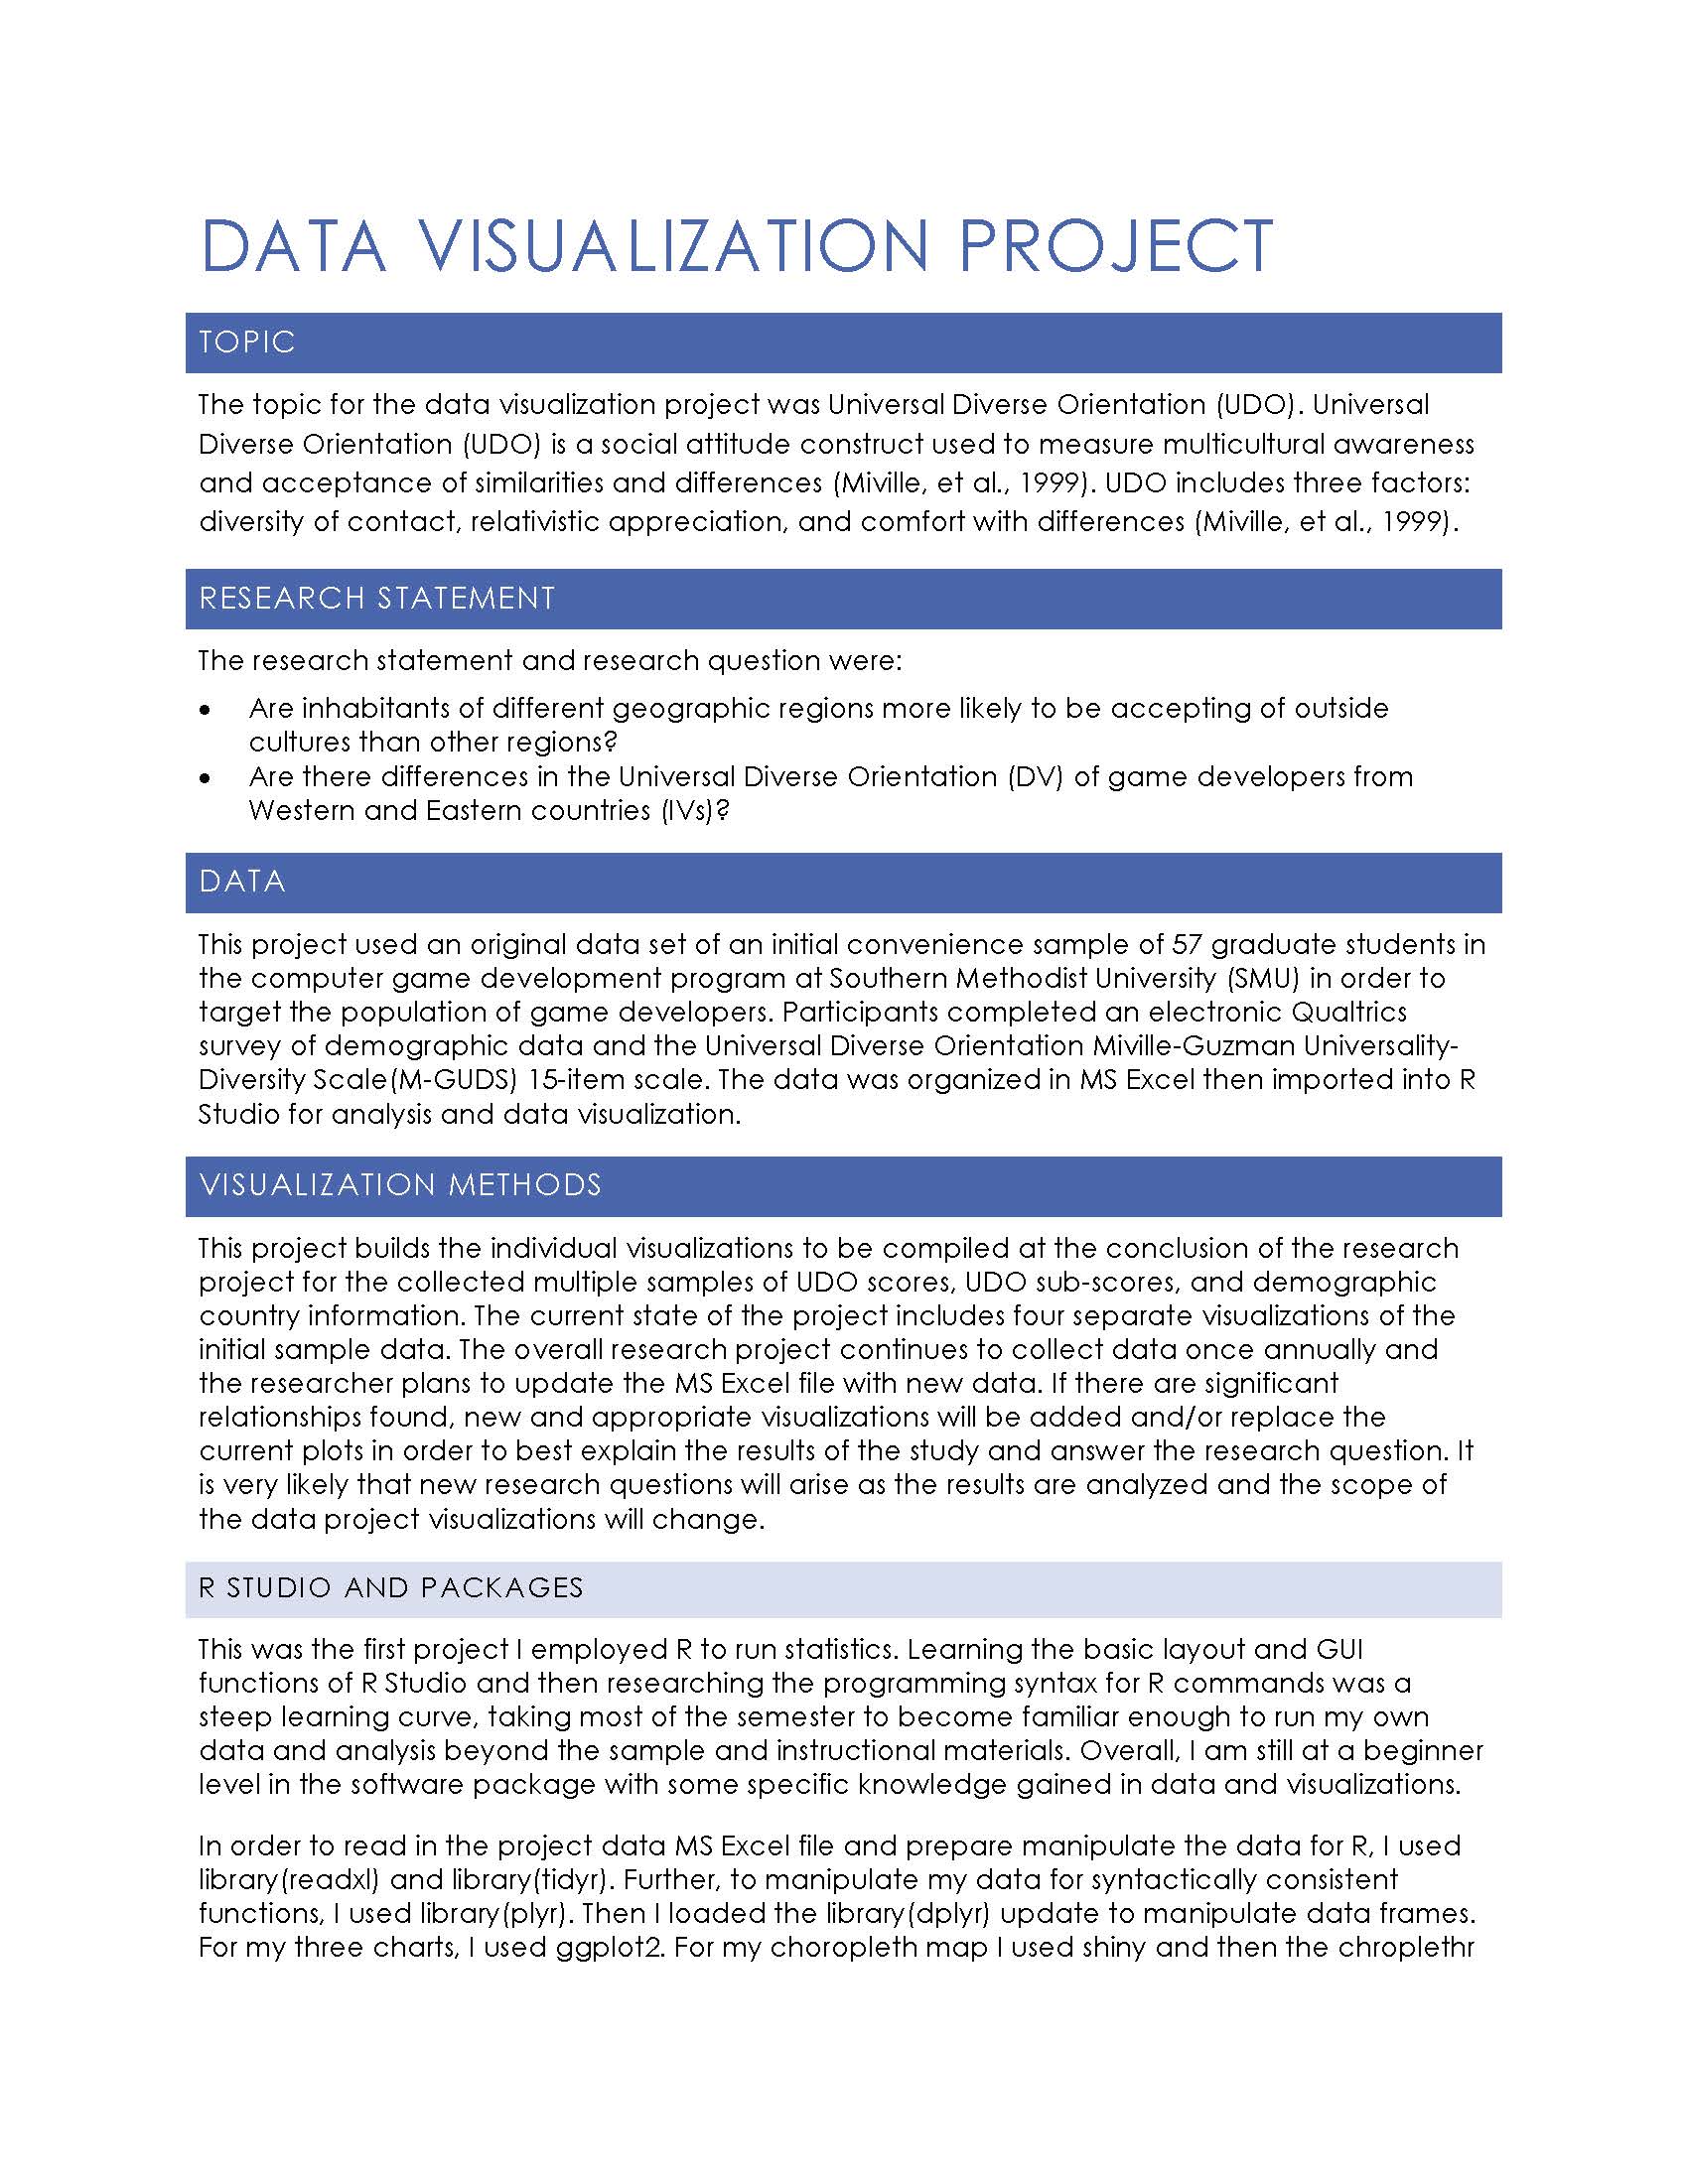 DATA VISUALIZATION PROJECT
TOPIC
The topic for the data visualization project was Universal Diverse Orientation (UDO). Universal
Diverse Orientation (UDO) is a social attitude construct used to measure multicultural awareness
and acceptance of similarities and differences (Miville, et al., 1999). UDO includes three factors:
diversity of contact, relativistic appreciation, and comfort with differences (Miville, et al., 1999).
RESEARCH STATEMENT
The research statement and research question were:
• Are inhabitants of different geographic regions more likely to be accepting of outside
cultures than other regions?
• Are there differences in the Universal Diverse Orientation (DV) of game developers from
Western and Eastern countries (IVs)?
DATA
This project used an original data set of an initial convenience sample of 57 graduate students in
the computer game development program at Southern Methodist University (SMU) in order to
target the population of game developers. Participants completed an electronic Qualtrics
survey of demographic data and the Universal Diverse Orientation Miville-Guzman Universality-
Diversity Scale(M-GUDS) 15-item scale. The data was organized in MS Excel then imported into R
Studio for analysis and data visualization.
VISUALIZATION METHODS
This project builds the individual visualizations to be compiled at the conclusion of the research
project for the collected multiple samples of UDO scores, UDO sub-scores, and demographic
country information. The current state of the project includes four separate visualizations of the
initial sample data. The overall research project continues to collect data once annually and
the researcher plans to update the MS Excel file with new data. If there are significant
relationships found, new and appropriate visualizations will be added and/or replace the
current plots in order to best explain the results of the study and answer the research question. It
is very likely that new research questions will arise as the results are analyzed and the scope of
the data project visualizations will change.
R STUDIO AND PACKAGES
This was the first project I employed R to run statistics. Learning the basic layout and GUI
functions of R Studio and then researching the programming syntax for R commands was a
steep learning curve, taking most of the semester to become familiar enough to run my own
data and analysis beyond the sample and instructional materials. Overall, I am still at a beginner
level in the software package with some specific knowledge gained in data and visualizations.
In order to read in the project data MS Excel file and prepare manipulate the data for R, I used
library(readxl) and library(tidyr). Further, to manipulate my data for syntactically consistent
functions, I used library(plyr). Then I loaded the library(dplyr) update to manipulate data frames.
For my three charts, I used ggplot2. For my choropleth map I used shiny and then the chroplethr